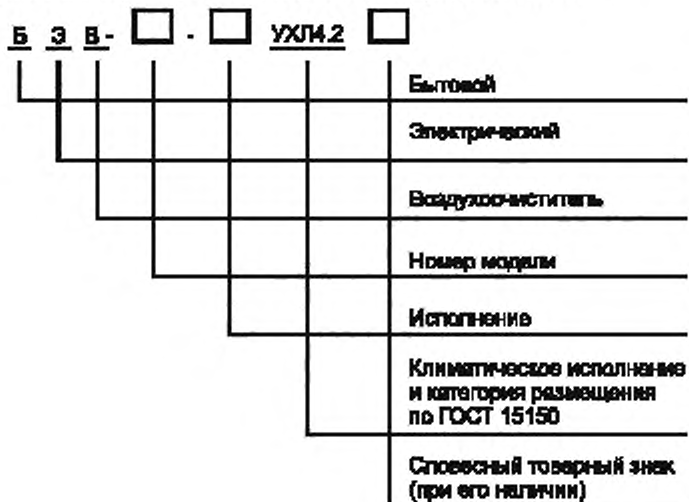 Б Э В- - УХЛ4.2
Бытовой
Электрический
Воздухоочиститель
Номер модели
Исполнение
Климатическое исполнение
и категория размещения
по ГОСТ 15150
Словесный товарный знак
(при его наличии)